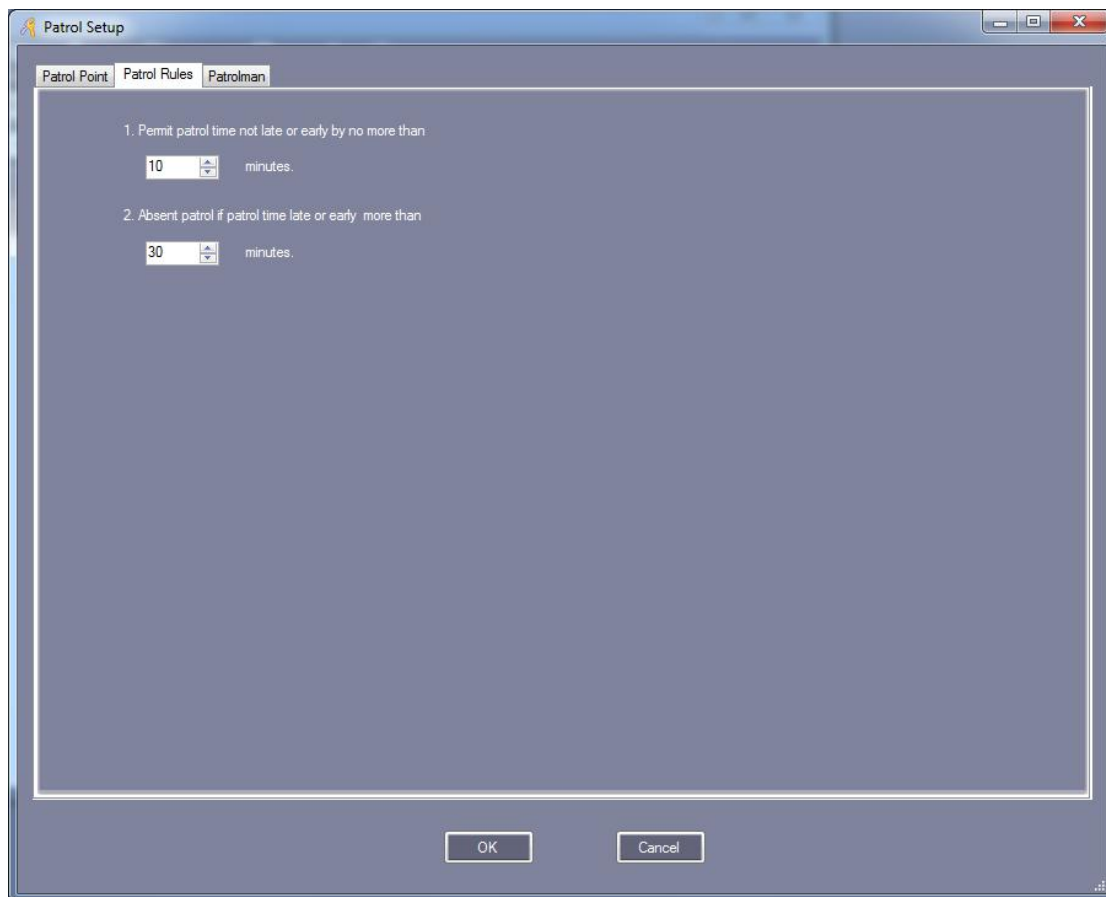 Patrol Setup
Patrol Point Patrol Rules Patrolman
1. Permit patrol time not late or early by no more than
10 minutes.
2. Absent patrol if patrol time late or early  more than
30 minutes.
OK Cancel